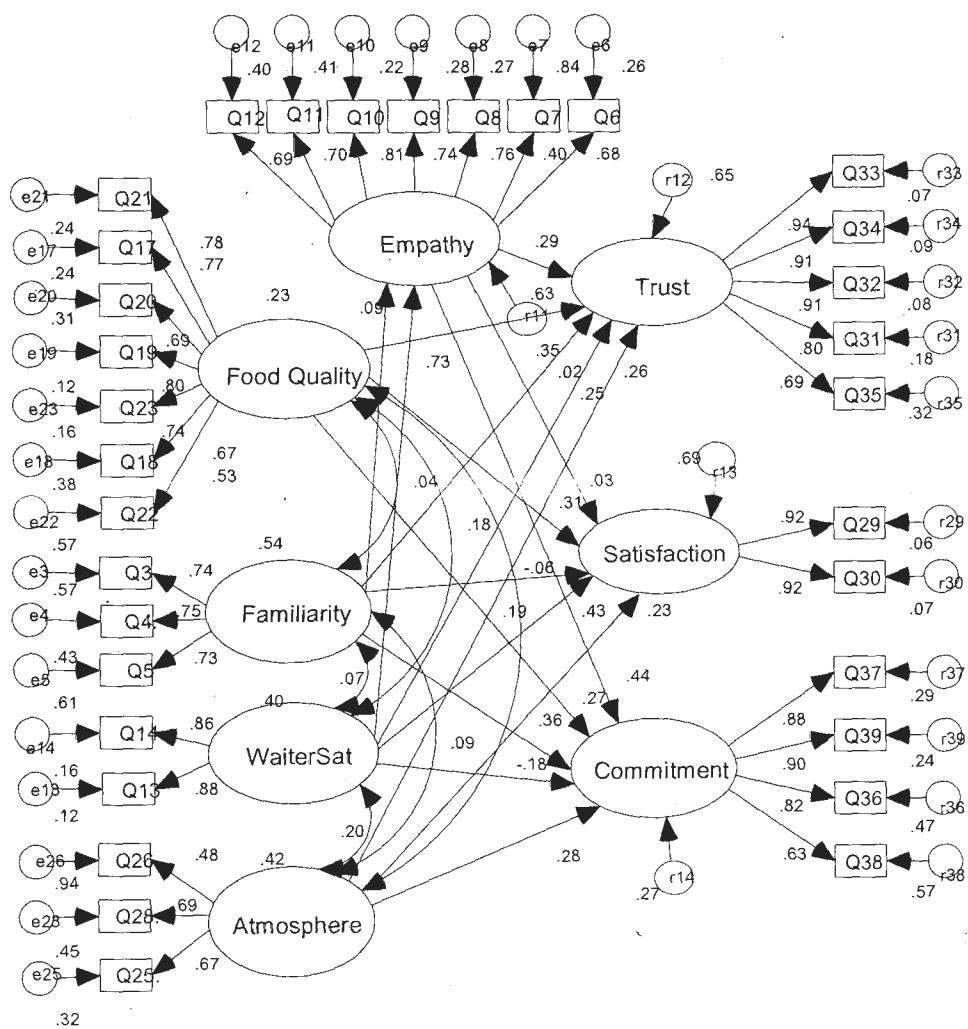 e12 e11 e10 e9 e8 e7 e6
.40 .41 .22 .28 .27 .84 .26
Q12 Q11 Q10 Q9 Q8 Q7 Q6
.69 .70 .81 .74 .76 .40 .68
Empathy
r12 .65
Q33 r33
.07
.94 Q34 r34
.09
.91 Q32 r32
.08
.91 Q31 r31
.18
.80
.69 Q35 r35
.32
.29
Trust
.63
r11
e21 Q21
.24
e17 Q17
.24
e20 Q20
.31
e19 Q19
.12
e23 Q23
.16
e18 Q18
.38
e22 Q22
.57
.78
.77
.69
.80
.74
.67
.53
.23
Food Quality
.09
.73
.35
.02
.25
.26
.04
.18
.03
.31
.69 r13
Satisfaction
.92 Q29 r29
.06
.92 Q30 r30
.07
e3 Q3 .74
.57
e4 Q4 .75
.43
e5 Q5 .73
.61
.54
Familiarity
-.06
.19
.43
.23
.07
.44
.27
.36
e14 Q14 .86
.16
e13 Q13 .88
.12
.40
WaiterSat
.09
-.18
Commitment
.88 Q37 r37
.29
.90 Q39 r39
.24
.82 Q36 r36
.47
.63 Q38 r38
.57
.20
.28
.27 r14
e26 Q26 .48
.94
e28 Q28 .69
.45
e25 Q25 .67
.32
.42
Atmosphere